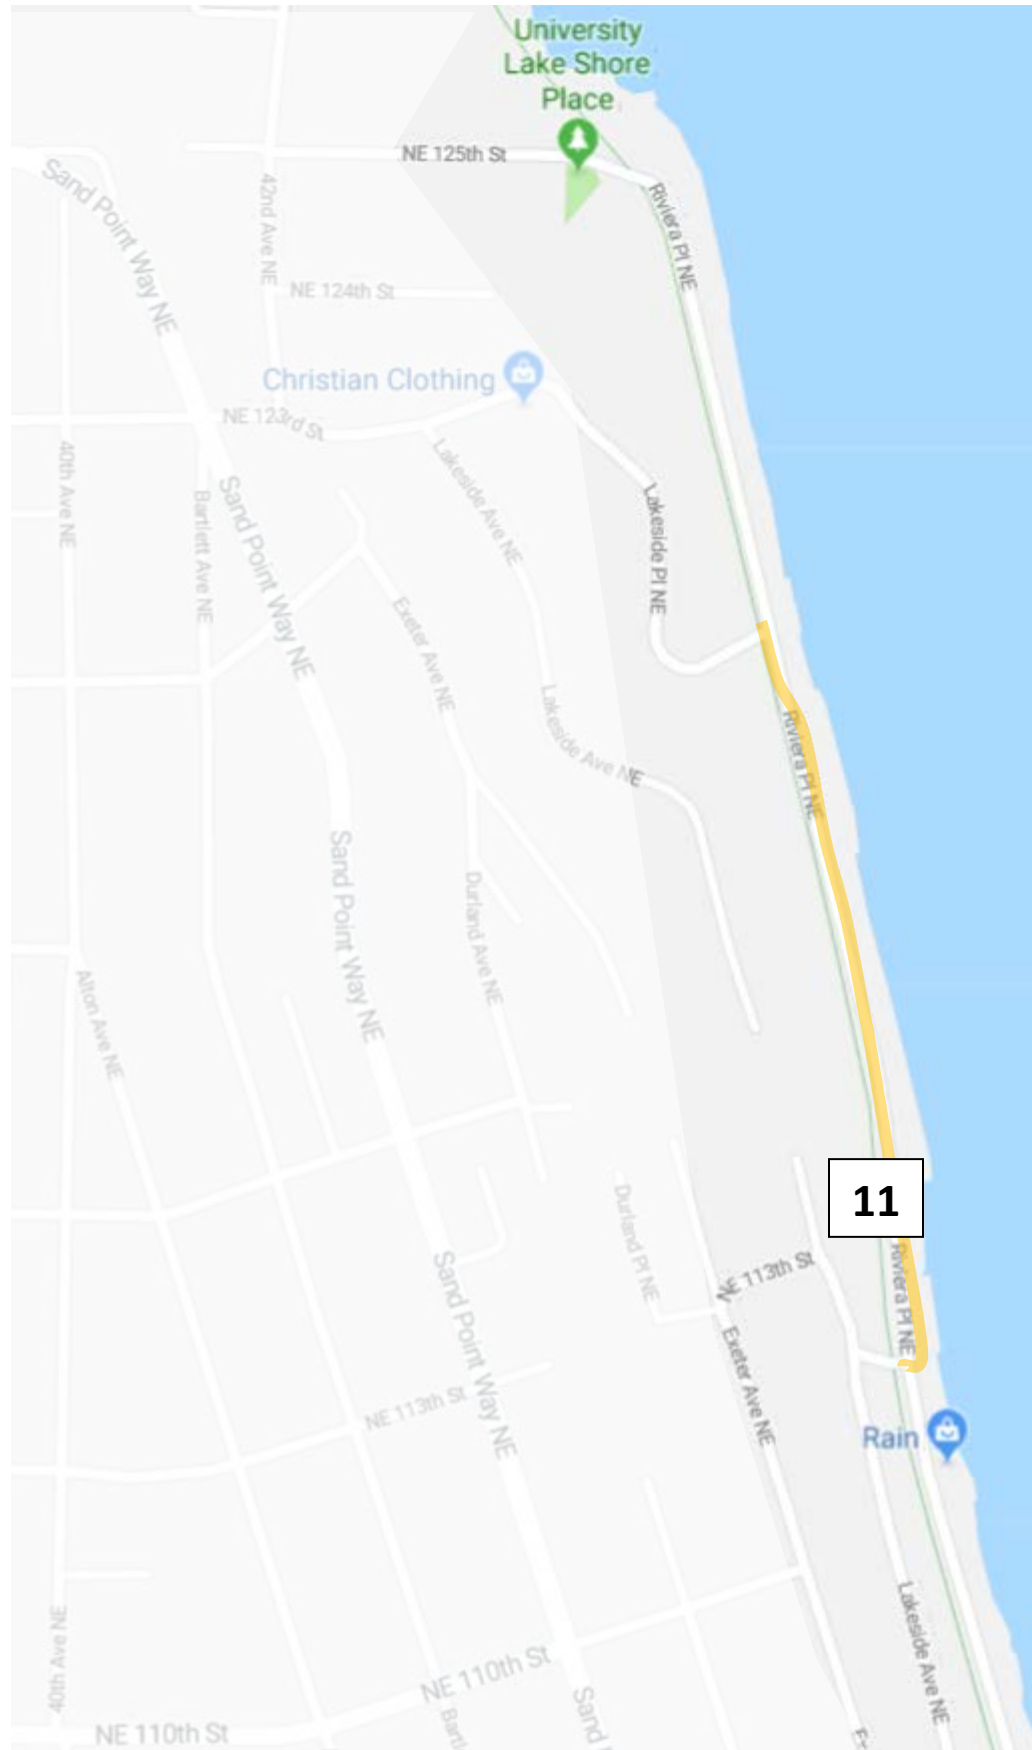 University
Lake Shore
Place
NE 125th St
Sand Point Way NE
42nd Ave NE
Riviera Pl NE
NE 124th St
Christian Clothing
NE 123rd St
40th Ave NE
Bartlett Ave NE
Sand Point Way NE
Lakeside Ave NE
Lakeside Pl NE
Exeter Ave NE
Lakeside Ave NE
Riviera Pl NE
Sand Point Way NE
Durland Ave NE
Alton Ave NE
11
Durland Pl NE
113th St
Riviera Pl NE
Sand Point Way NE
Exeter Ave NE
NE 113th St
Rain
Lakeside Ave NE
40th Ave NE
NE 110th St
NE 110th St
Sand